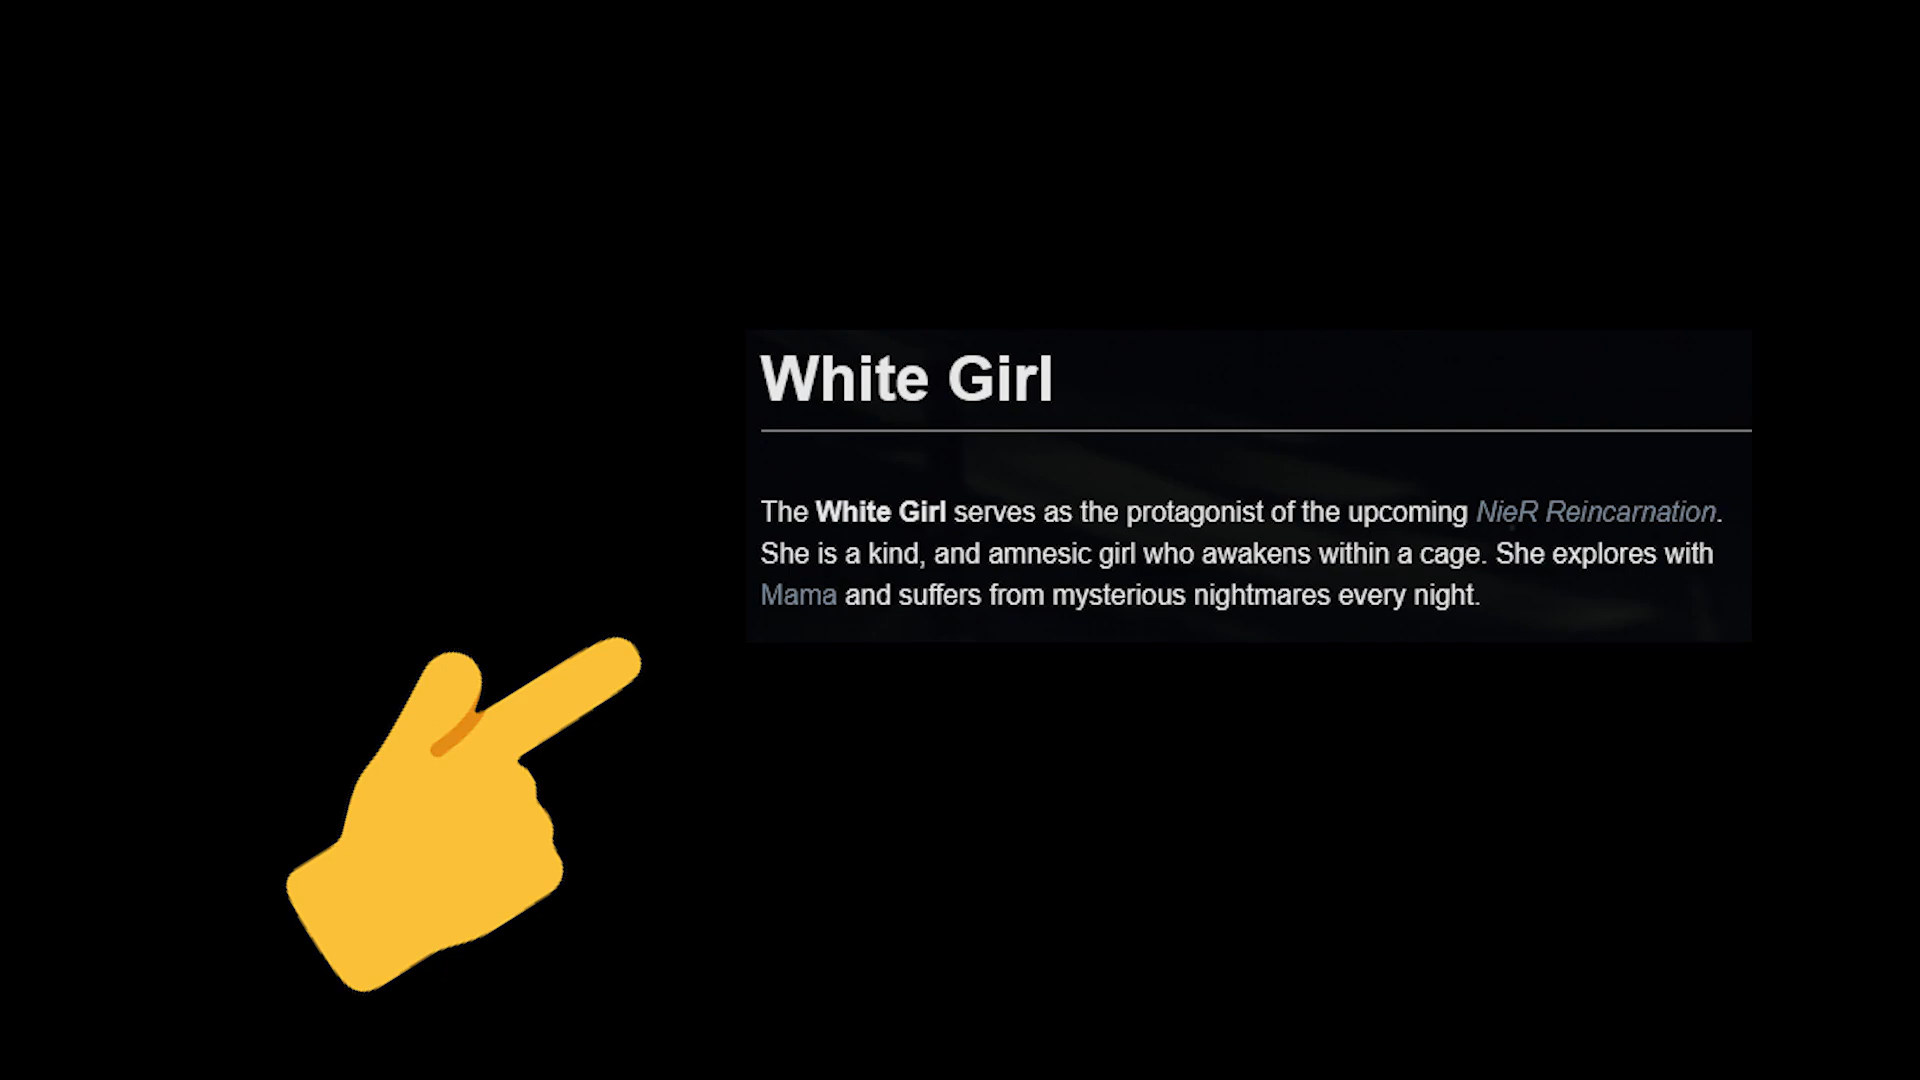 White Girl
The White Girl serves as the protagonist of the upcoming NieR Reincarnation.
She is a kind, and amnesic girl who awakens within a cage. She explores with
Mama and suffers from mysterious nightmares every night.